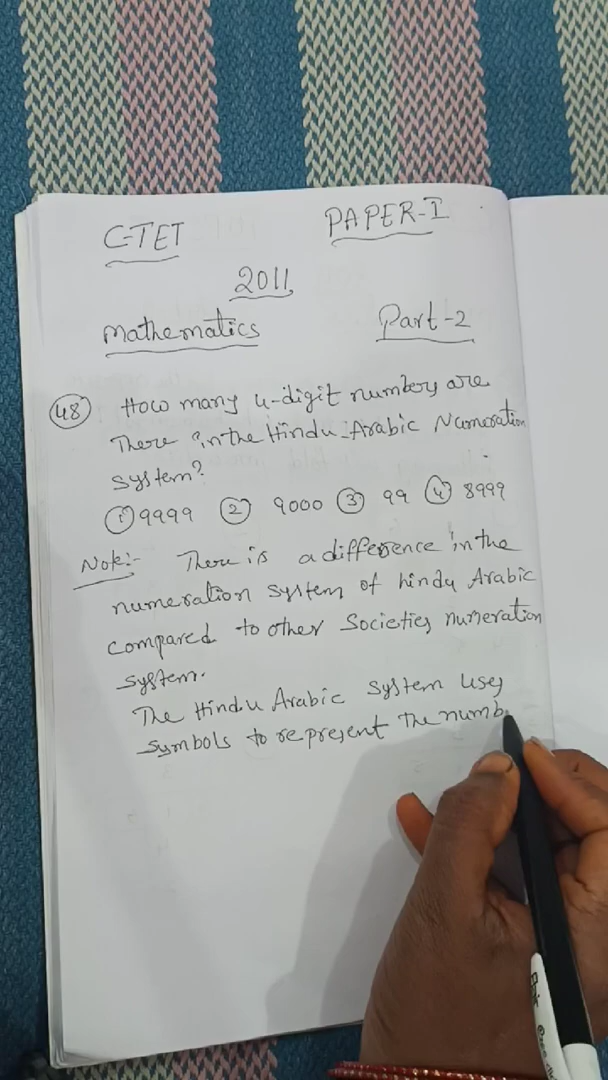 C-TET PAPER-I
2011
Mathematics Part-2
48 How many 4-digit numbers are
There in the Hindu-Arabic Numeration
system?
1 9999 2 9000 3 99 4 8999
Note:- There is a difference in the
numeration system of hindu Arabic
compared to other Societies numeration
system.
The Hindu Arabic system uses
symbols to represent the numb